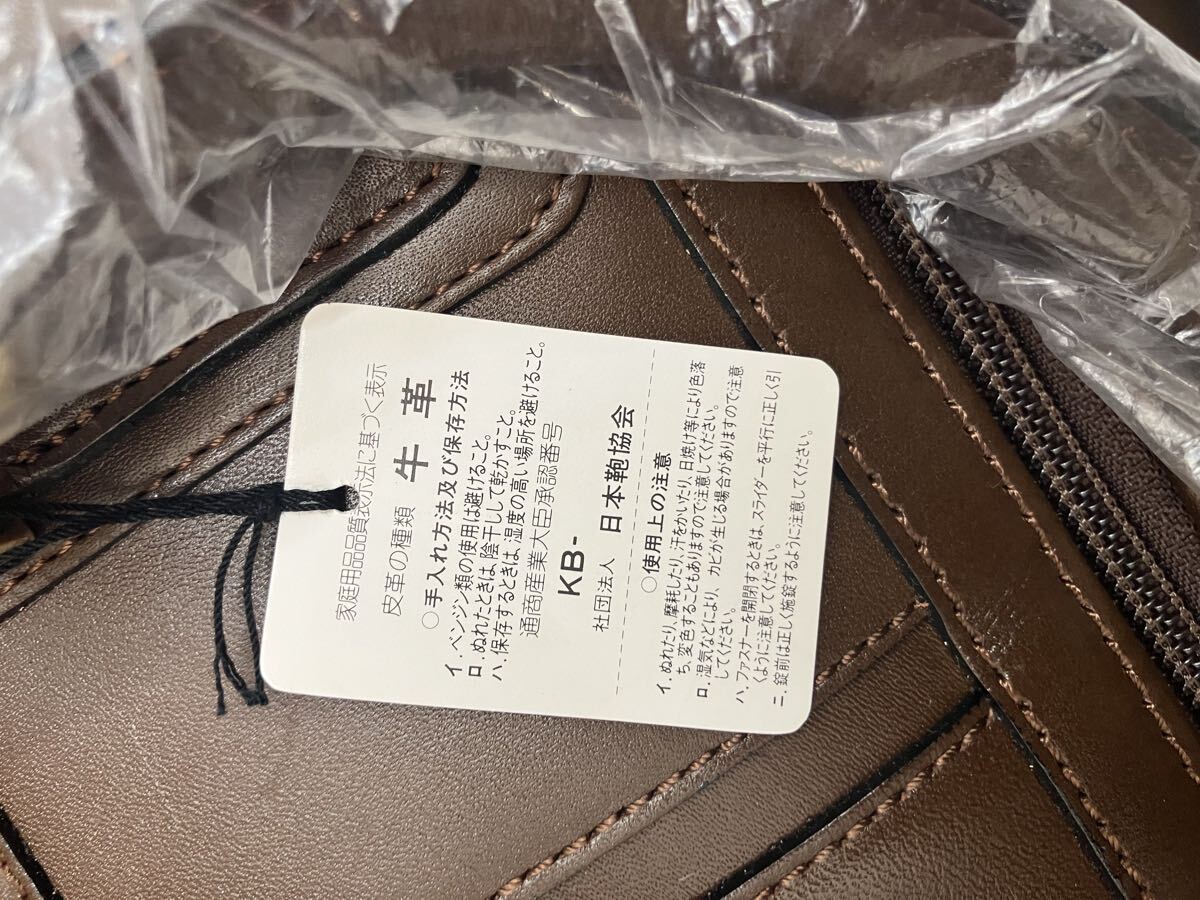 家庭用品品質表示法に基づく表示
皮革の種類 牛革
○手入れ方法及び保存方法
イ．ベンジン類の使用は避けること。
ロ．ぬれたときは、陰干しして乾かすこと。
ハ．保存するときは、湿度の高い場所を避けること。
通商産業大臣承認番号
KB-
社団法人 日本鞄協会
○使用上の注意
イ．ぬれたり、摩耗したり、汗をかいたり、日焼け等により色落
ち、変色することもありますので注意してください。
ロ．湿気などにより、カビが生じる場合がありますので注意
してください。
ハ．ファスナーを開閉するときは、スライダーを平行に正しく引
くように注意してください。
ニ．錠前は正しく施錠するように注意してください。